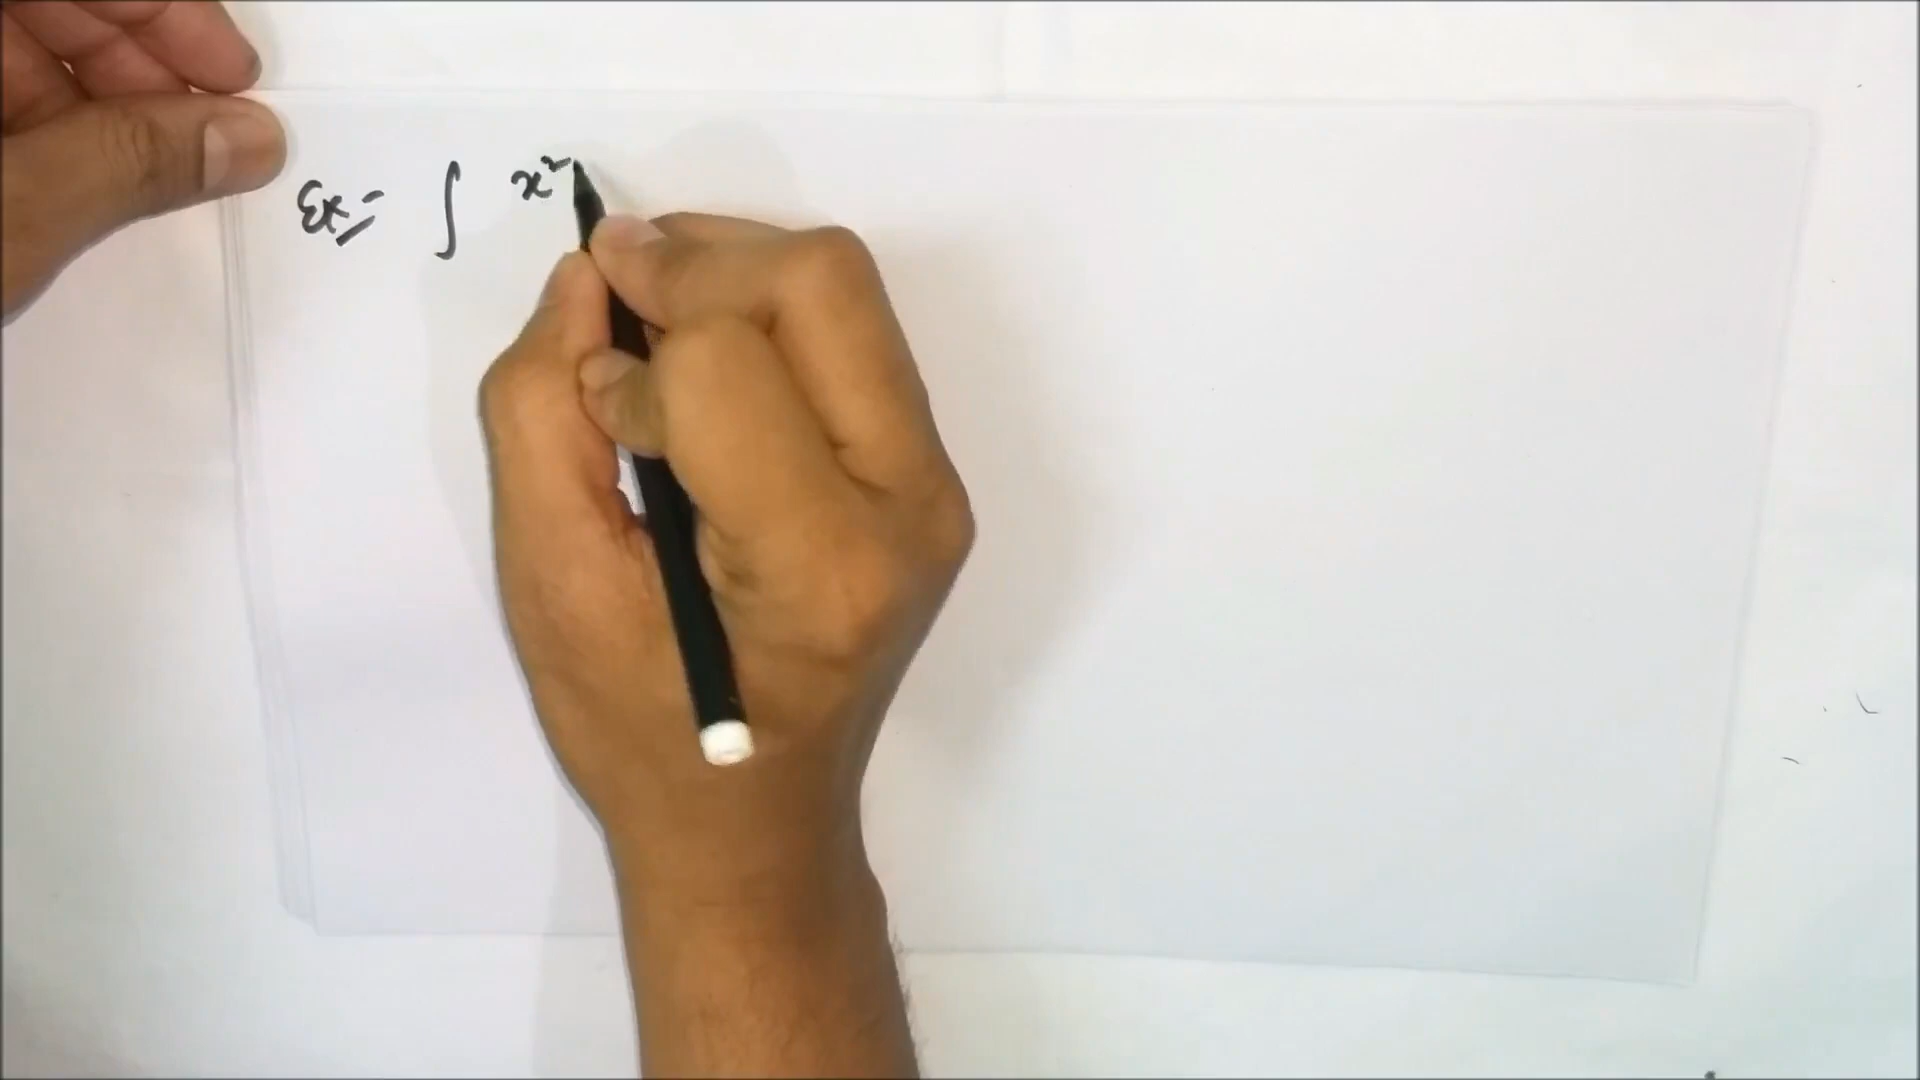 Ex- ∫ x²